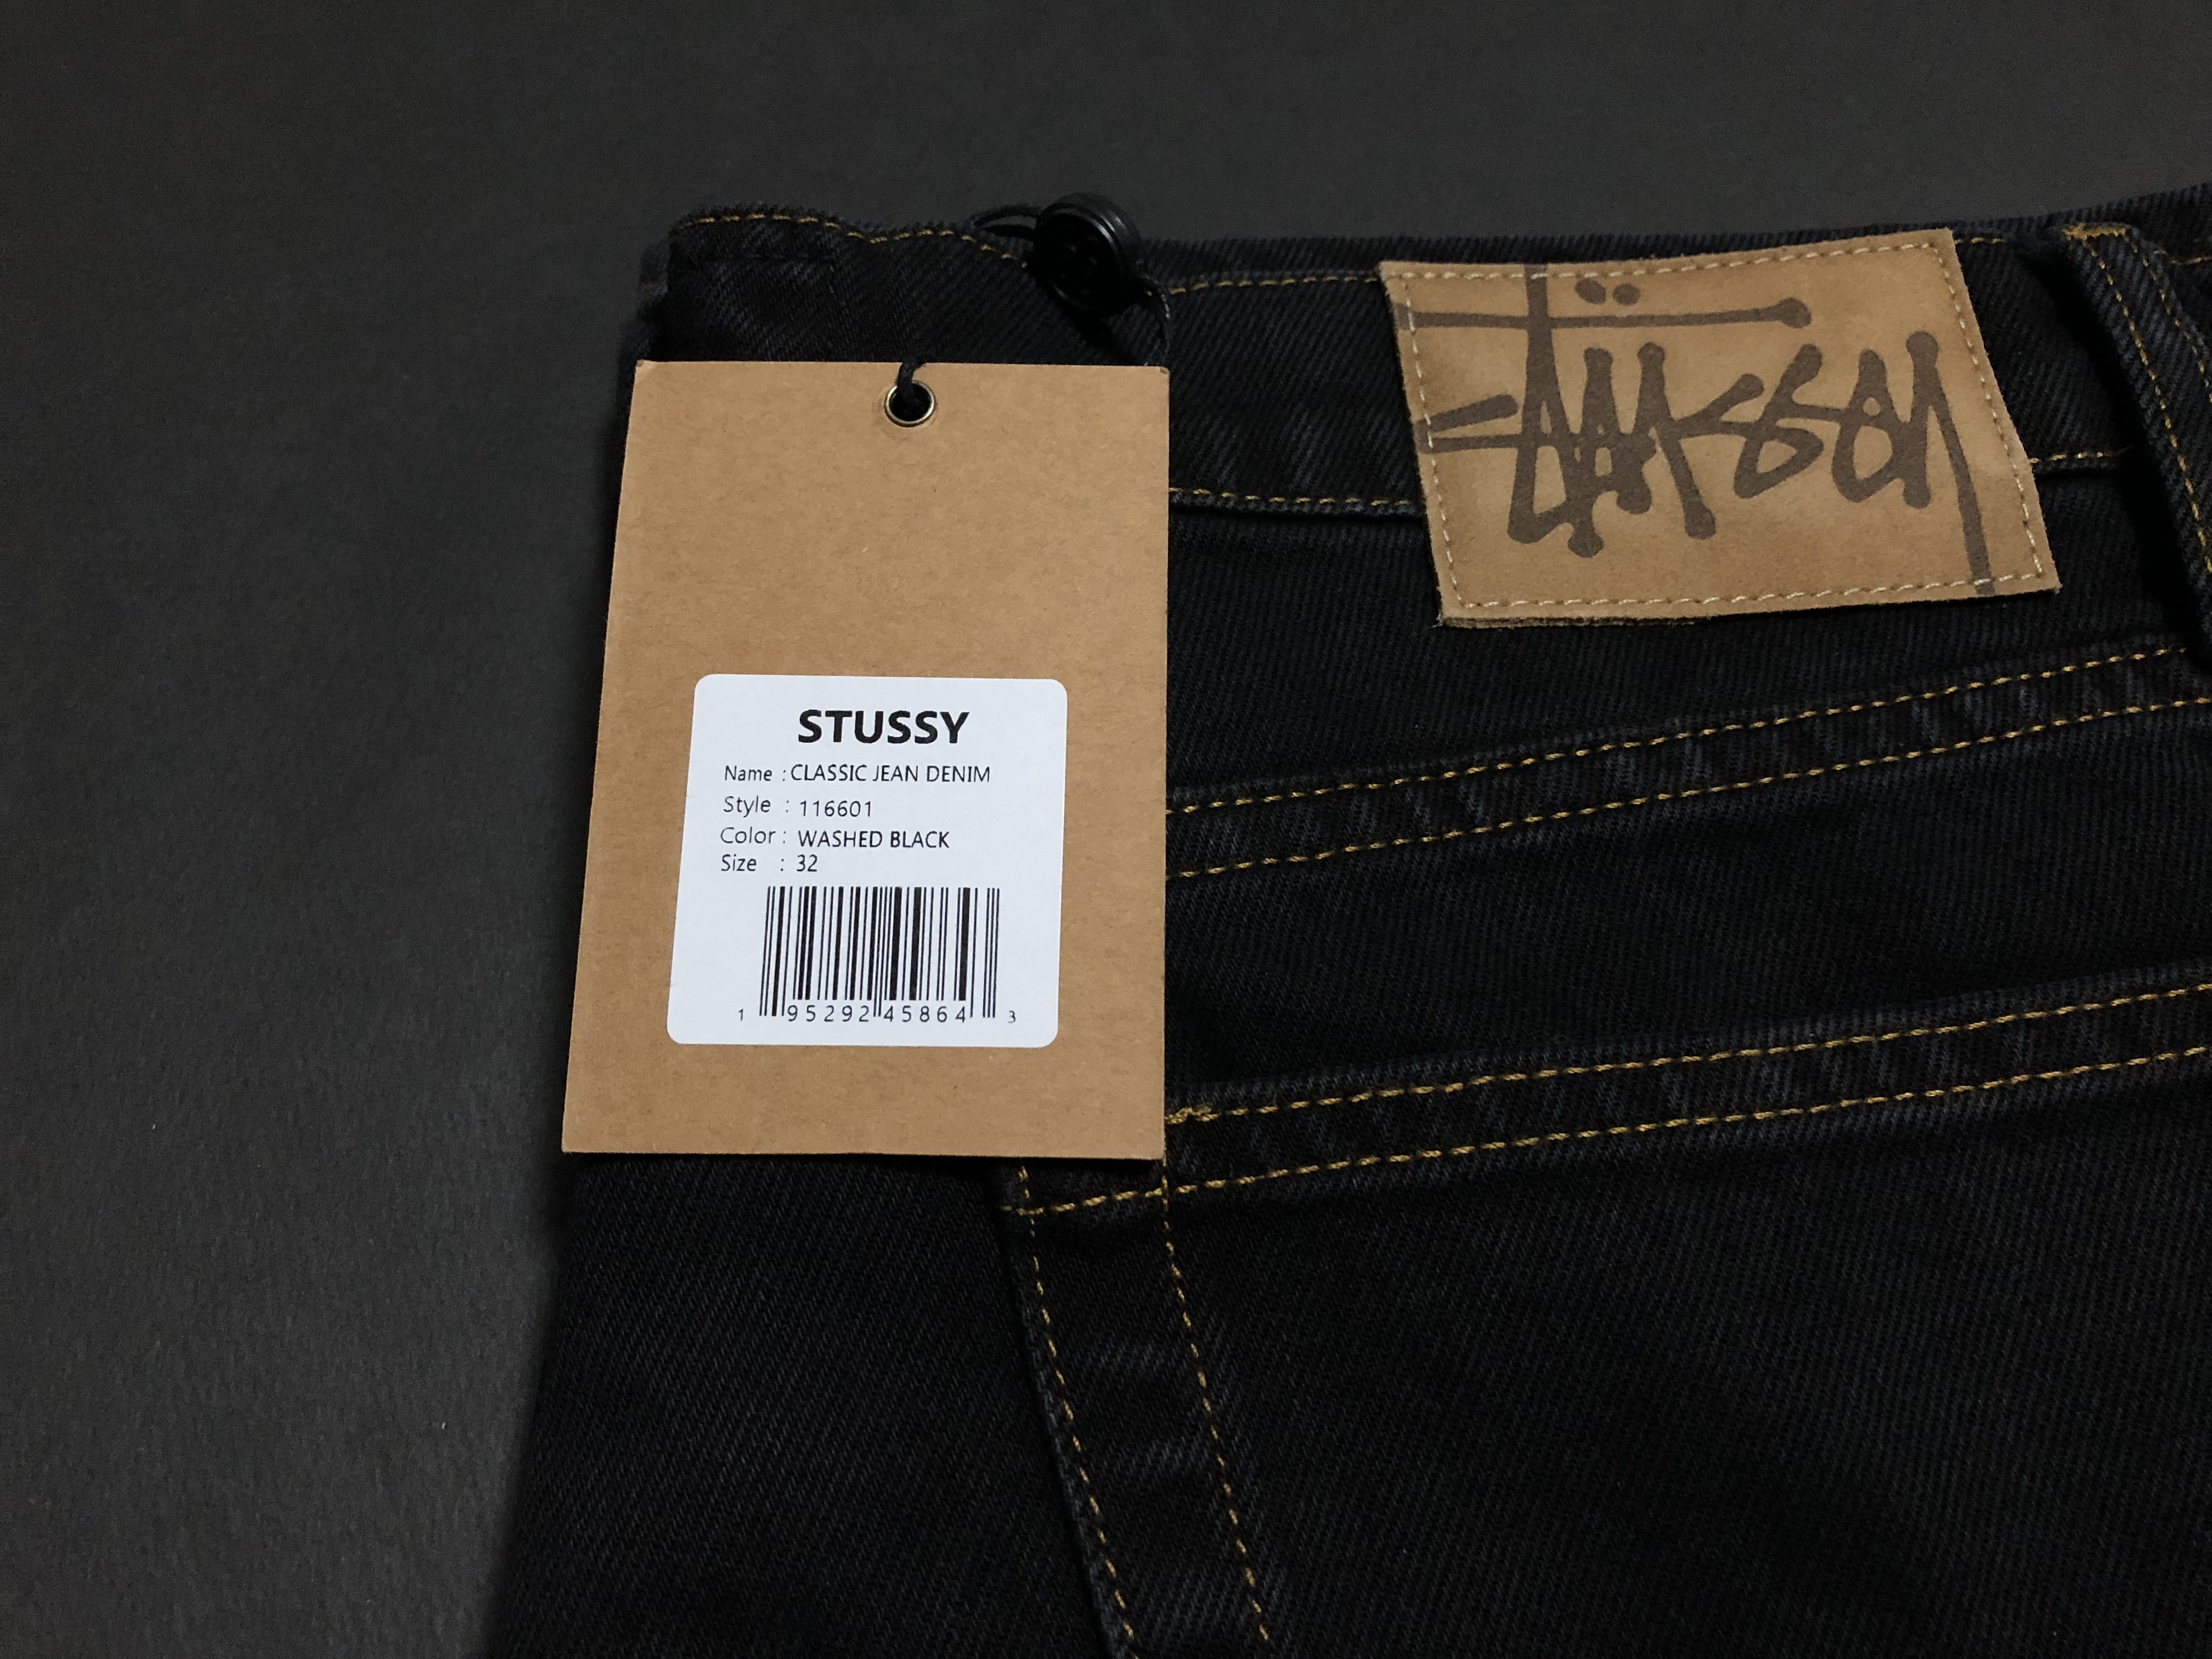 STÜSSY
STUSSY
Name : CLASSIC JEAN DENIM
Style : 116601
Color : WASHED BLACK
Size : 32
1 95292 45864 3